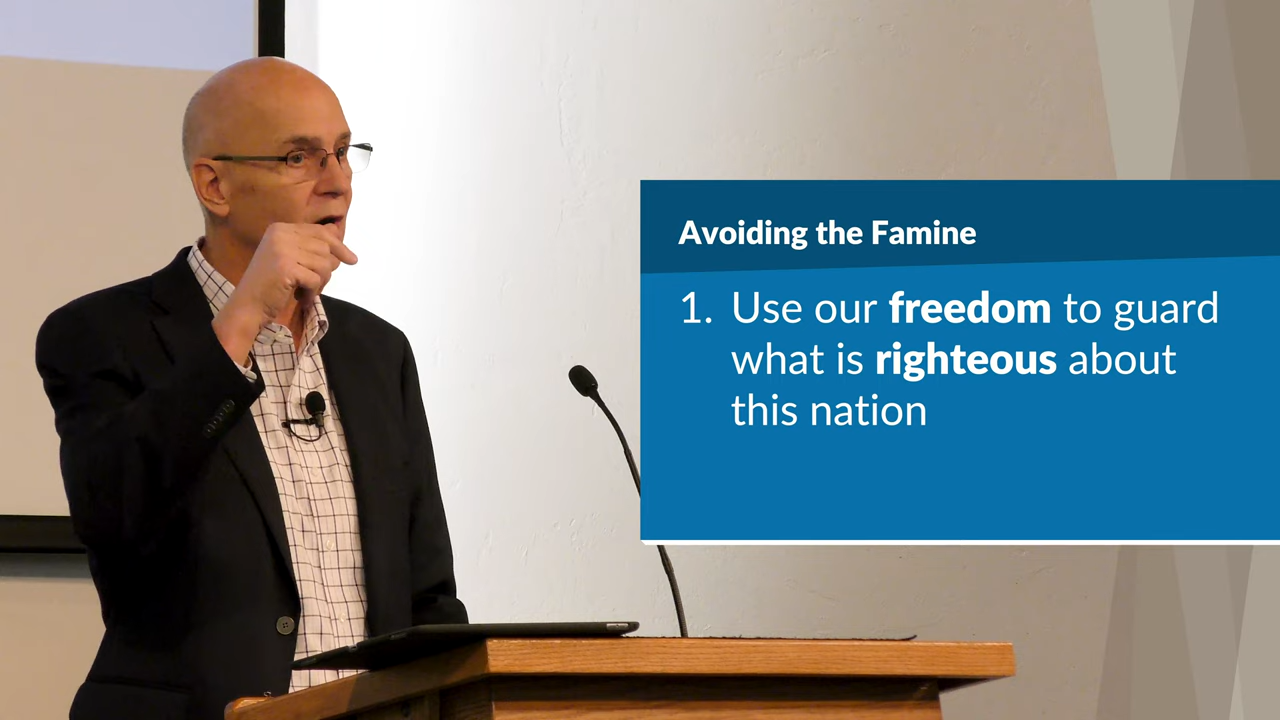 Avoiding the Famine
1. Use our freedom to guard
what is righteous about
this nation